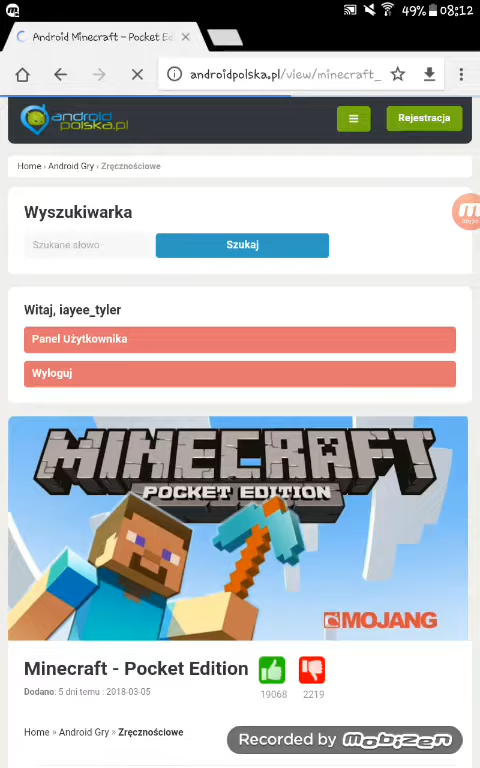 49% 08:12
Android Minecraft - Pocket Ed
androidpolska.pl/view/minecraft_
android
polska.pl
Rejestracja
Home › Android Gry › Zręcznościowe
Wyszukiwarka
Szukane słowo
Szukaj
Witaj, iayee_tyler
Panel Użytkownika
Wyloguj
MINECRAFT
POCKET EDITION
MOJANG
Minecraft - Pocket Edition
Dodano: 5 dni temu : 2018-03-05
19068 2219
Home » Android Gry » Zręcznościowe
Recorded by mobizen